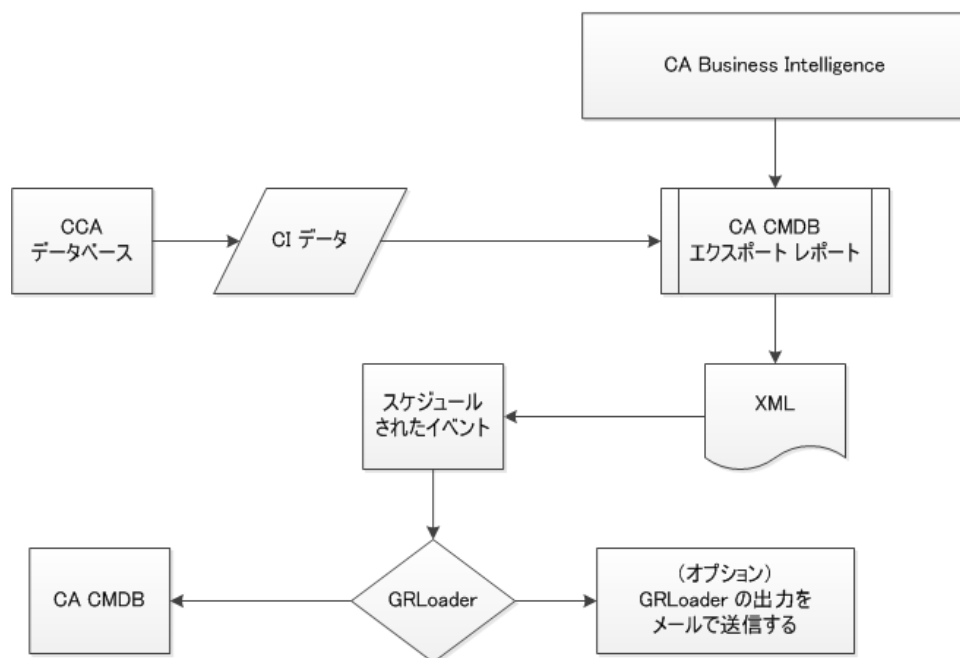 CA Business Intelligence
CCA
データベース
CI データ
CA CMDB
エクスポート レポート
スケジュール
されたイベント
XML
CA CMDB
GRLoader
(オプション)
GRLoader の出力を
メールで送信する